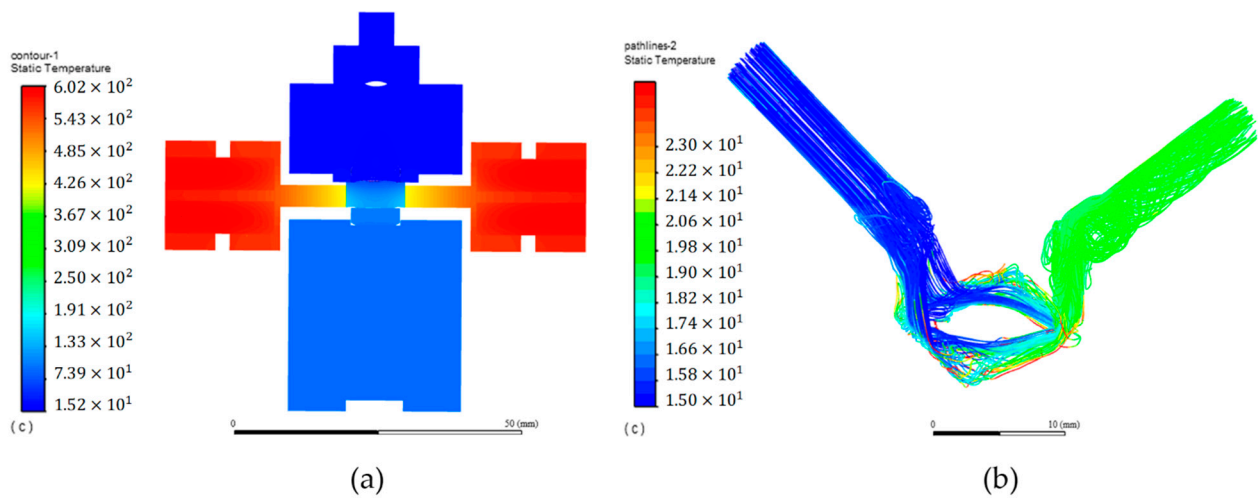 contour-1
Static Temperature
6.02 × 10²
5.43 × 10²
4.85 × 10²
4.26 × 10²
3.67 × 10²
3.09 × 10²
2.50 × 10²
1.91 × 10²
1.33 × 10²
7.39 × 10¹
1.52 × 10¹
(c)
0 50 (mm)
(a)
pathlines-2
Static Temperature
2.30 × 10¹
2.22 × 10¹
2.14 × 10¹
2.06 × 10¹
1.98 × 10¹
1.90 × 10¹
1.82 × 10¹
1.74 × 10¹
1.66 × 10¹
1.58 × 10¹
1.50 × 10¹
(c)
0 10 (mm)
(b)